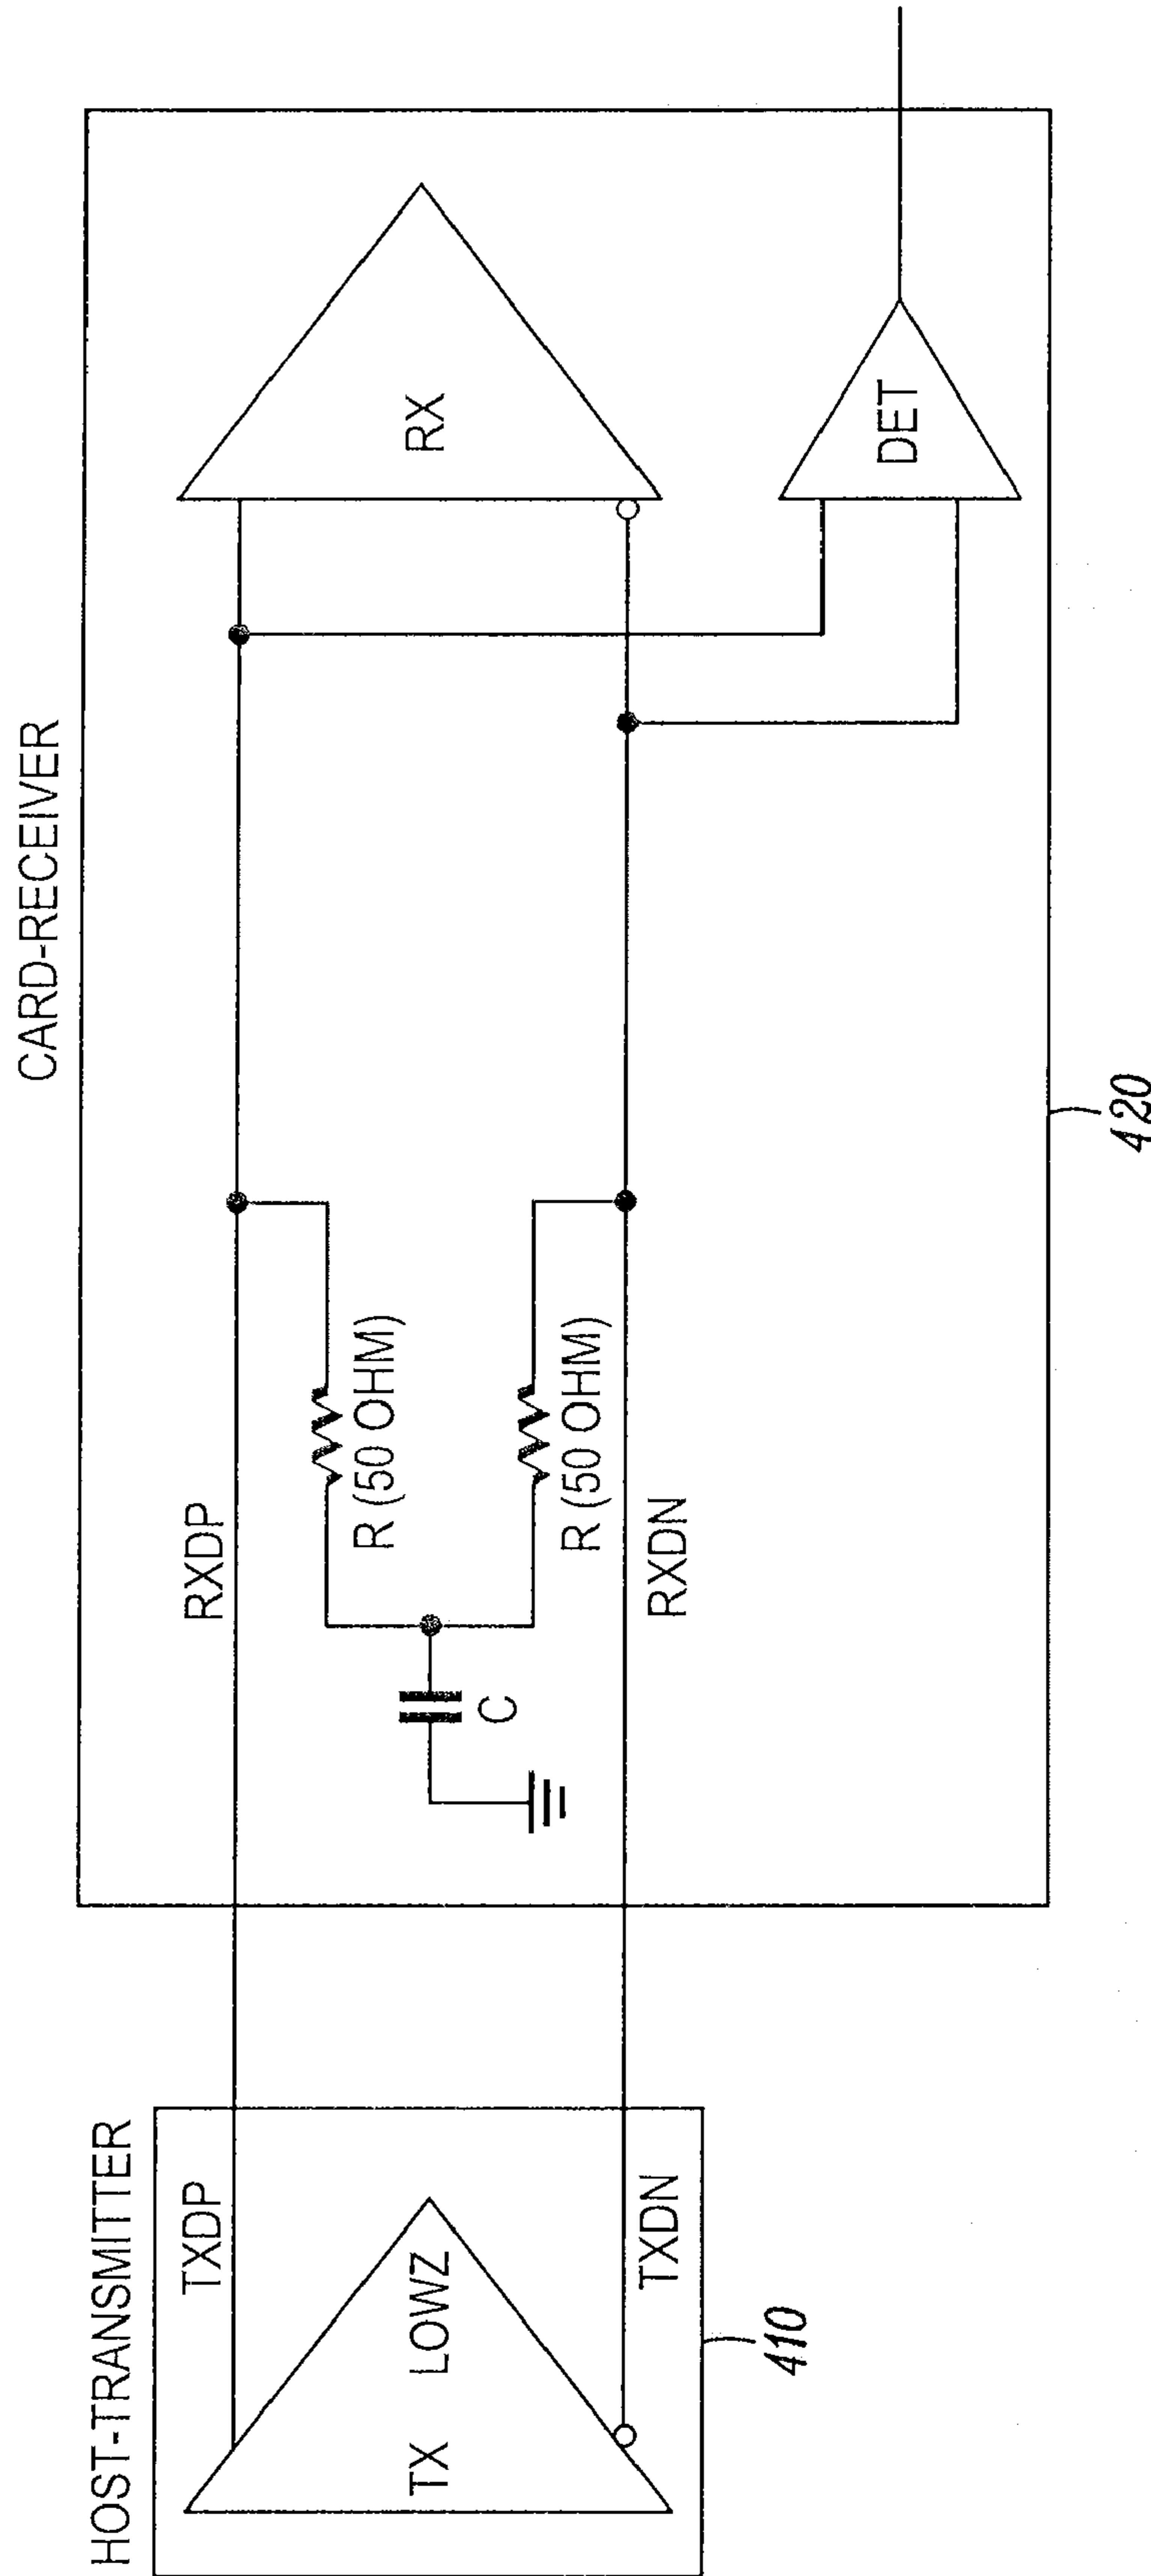 HOST-TRANSMITTER
TXDP
TX LOWZ
TXDN
410
CARD-RECEIVER
RXDP
R (50 OHM)
C
R (50 OHM)
RXDN
RX
DET
420